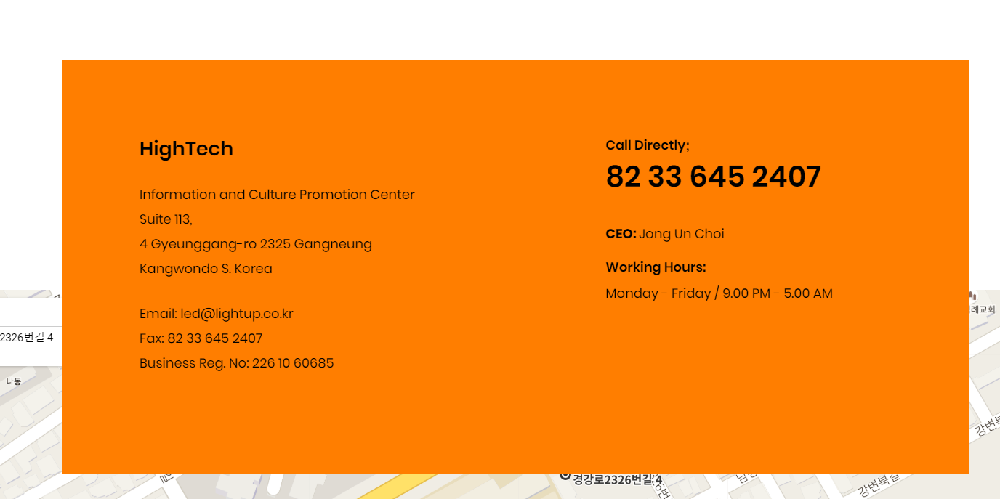 HighTech
Information and Culture Promotion Center
Suite 113,
4 Gyeunggang-ro 2325 Gangneung
Kangwondo S. Korea
Email: led@lightup.co.kr
Fax: 82 33 645 2407
Business Reg. No: 226 10 60685
Call Directly;
82 33 645 2407
CEO: Jong Un Choi
Working Hours:
Monday - Friday / 9.00 PM - 5.00 AM
2326번길 4
나동
례교회
강변북
경강로2326번길 4
강변북길